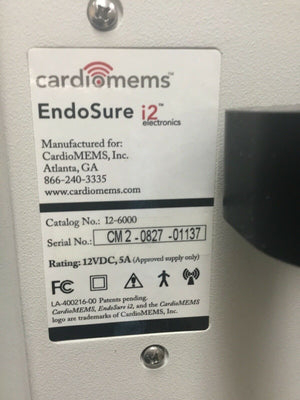 cardiomems™
EndoSure i2™
electronics
Manufactured for:
CardioMEMS, Inc.
Atlanta, GA
866-240-3335
www.cardiomems.com
Catalog No.: I2-6000
Serial No.: CM2-0827-01137
Rating: 12VDC, 5A (Approved supply only)
FC
LA-400216-00 Patents pending.
CardioMEMS, EndoSure i2, and the CardioMEMS
logo are trademarks of CardioMEMS, Inc.